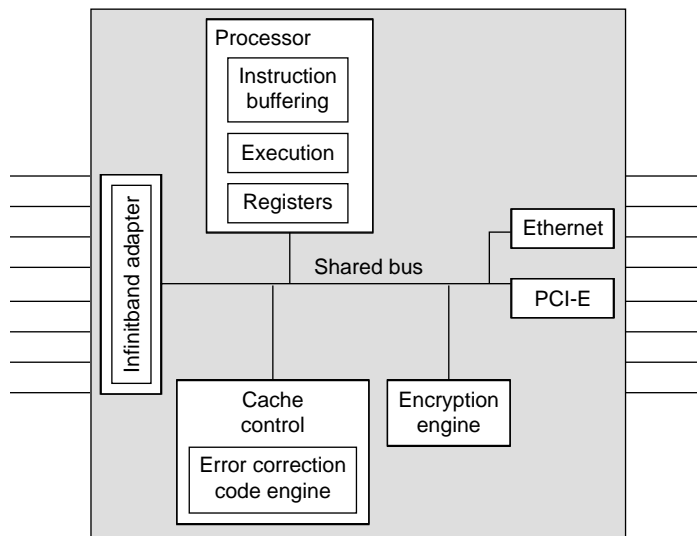 Processor
Instruction
buffering
Execution
Registers
Infinitband adapter
Shared bus
Ethernet
PCI-E
Cache
control
Error correction
code engine
Encryption
engine